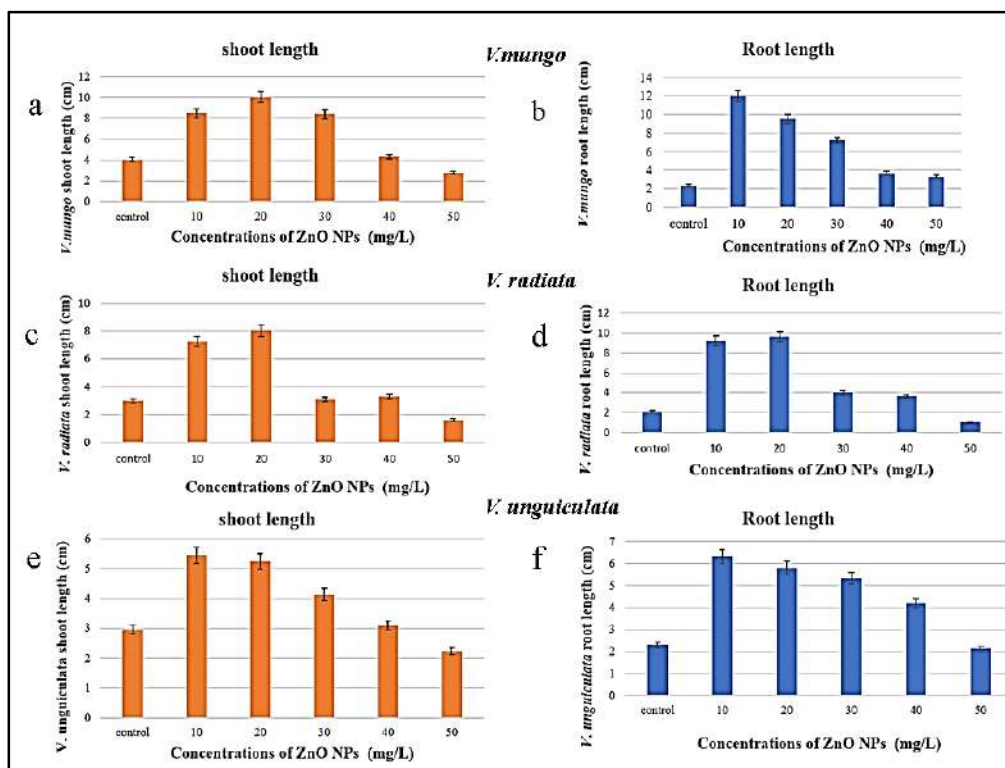 V.mungo
a
shoot length
V.mungo shoot length (cm)
12
10
8
6
4
2
0
control 10 20 30 40 50
Concentrations of ZnO NPs (mg/L)
b
Root length
V.mungo root length (cm)
14
12
10
8
6
4
2
0
control 10 20 30 40 50
Concentrations of ZnO NPs (mg/L)
V. radiata
c
shoot length
V. radiata shoot length (cm)
10
8
6
4
2
0
control 10 20 30 40 50
Concentrations of ZnO NPs (mg/L)
d
Root length
V. radiata root length (cm)
12
10
8
6
4
2
0
control 10 20 30 40 50
Concentrations of ZnO NPs (mg/L)
V. unguiculata
e
shoot length
V. unguiculata shoot length (cm)
6
5
4
3
2
1
0
control 10 20 30 40 50
Concentrations of ZnO NPs (mg/L)
f
Root length
V. unguiculata root length (cm)
7
6
5
4
3
2
1
0
control 10 20 30 40 50
Concentrations of ZnO NPs (mg/L)